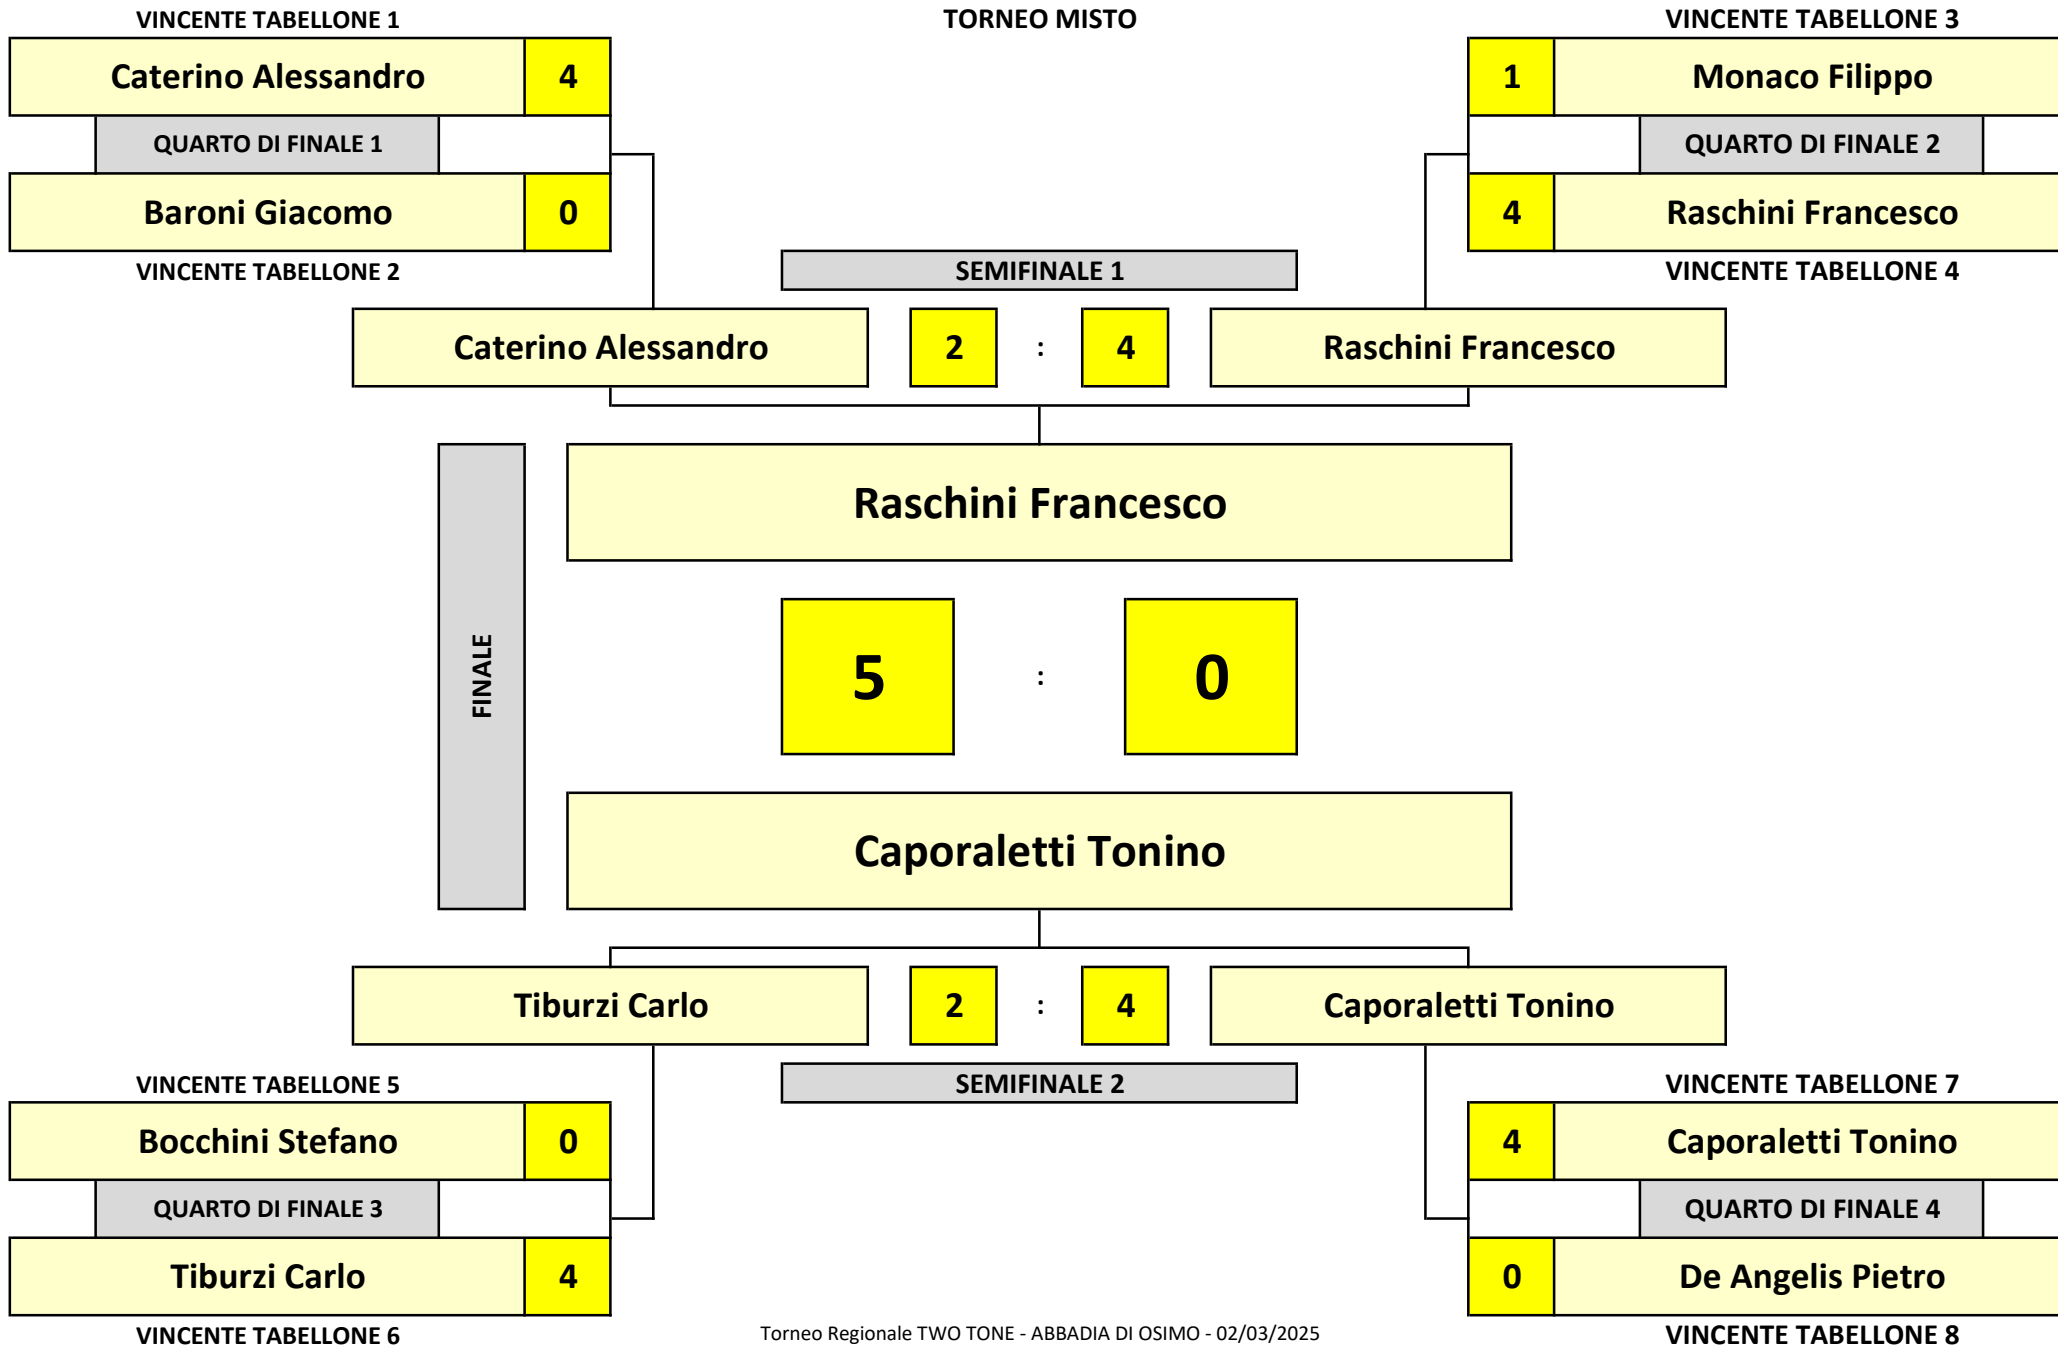 VINCENTE TABELLONE 1
TORNEO MISTO
VINCENTE TABELLONE 3
Caterino Alessandro 4
1 Monaco Filippo
QUARTO DI FINALE 1
QUARTO DI FINALE 2
Baroni Giacomo 0
4 Raschini Francesco
VINCENTE TABELLONE 2
SEMIFINALE 1
VINCENTE TABELLONE 4
Caterino Alessandro 2 : 4 Raschini Francesco
Raschini Francesco
FINALE
5 : 0
Caporaletti Tonino
Tiburzi Carlo 2 : 4 Caporaletti Tonino
VINCENTE TABELLONE 5
SEMIFINALE 2
VINCENTE TABELLONE 7
Bocchini Stefano 0
4 Caporaletti Tonino
QUARTO DI FINALE 3
QUARTO DI FINALE 4
Tiburzi Carlo 4
0 De Angelis Pietro
VINCENTE TABELLONE 6
Torneo Regionale TWO TONE - ABBADIA DI OSIMO - 02/03/2025
VINCENTE TABELLONE 8